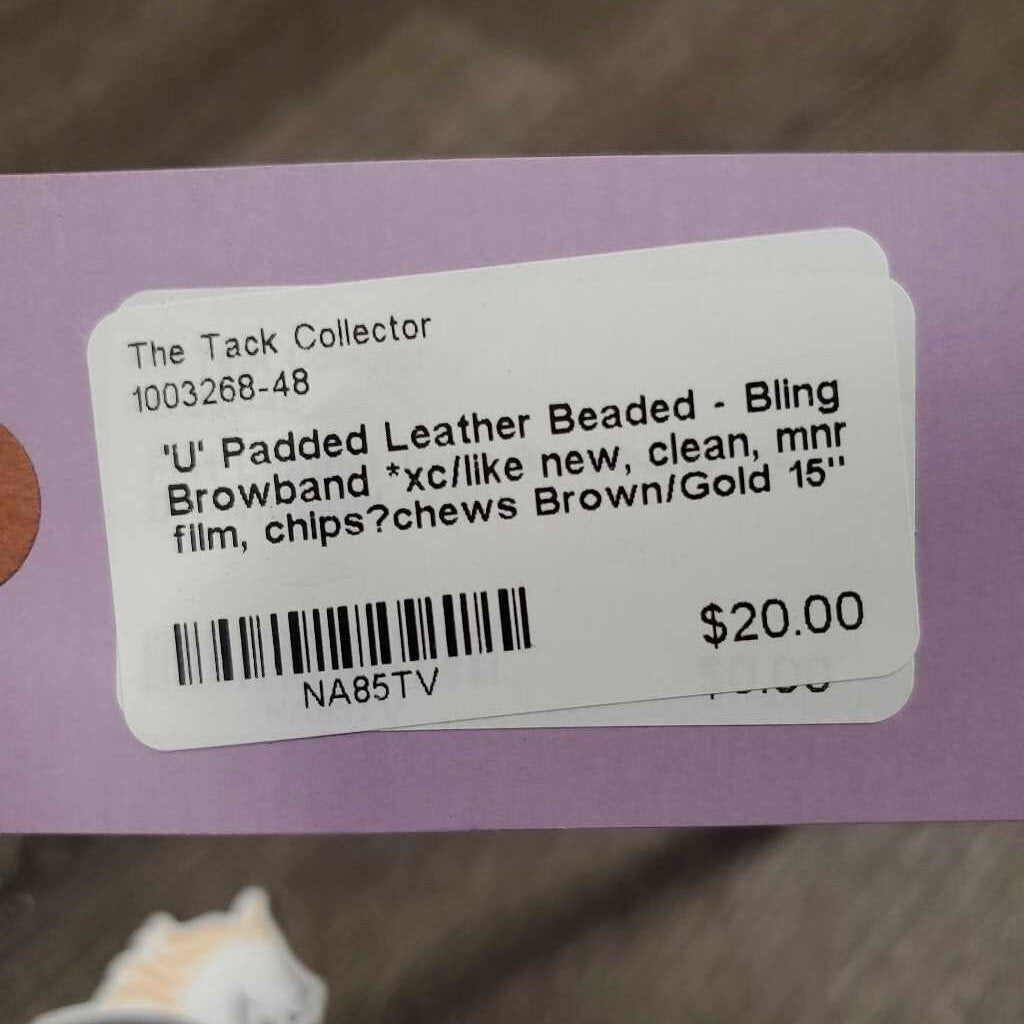 The Tack Collector
1003268-48
'U' Padded Leather Beaded - Bling
Browband *xc/like new, clean, mnr
film, chips?chews Brown/Gold 15''
$20.00
NA85TV